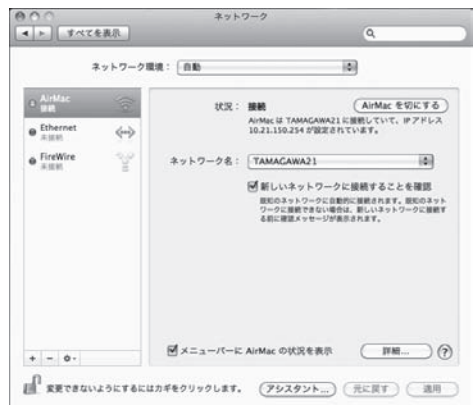 ネットワーク
すべてを表示
ネットワーク環境： 自動
AirMac
接続
Ethernet
未接続
FireWire
未接続
状況： 接続
AirMac を切にする
AirMac は TAMAGAWA21 に接続していて、IP アドレス
10.21.150.254 が設定されています。
ネットワーク名： TAMAGAWA21
新しいネットワークに接続することを確認
既知のネットワークに自動的に接続されます。既知のネット
ワークに接続できない場合は、新しいネットワークに接続す
る前に確認メッセージが表示されます。
メニューバーに AirMac の状況を表示
詳細...
?
変更できないようにするにはカギをクリックします。
アシスタント...
元に戻す
適用